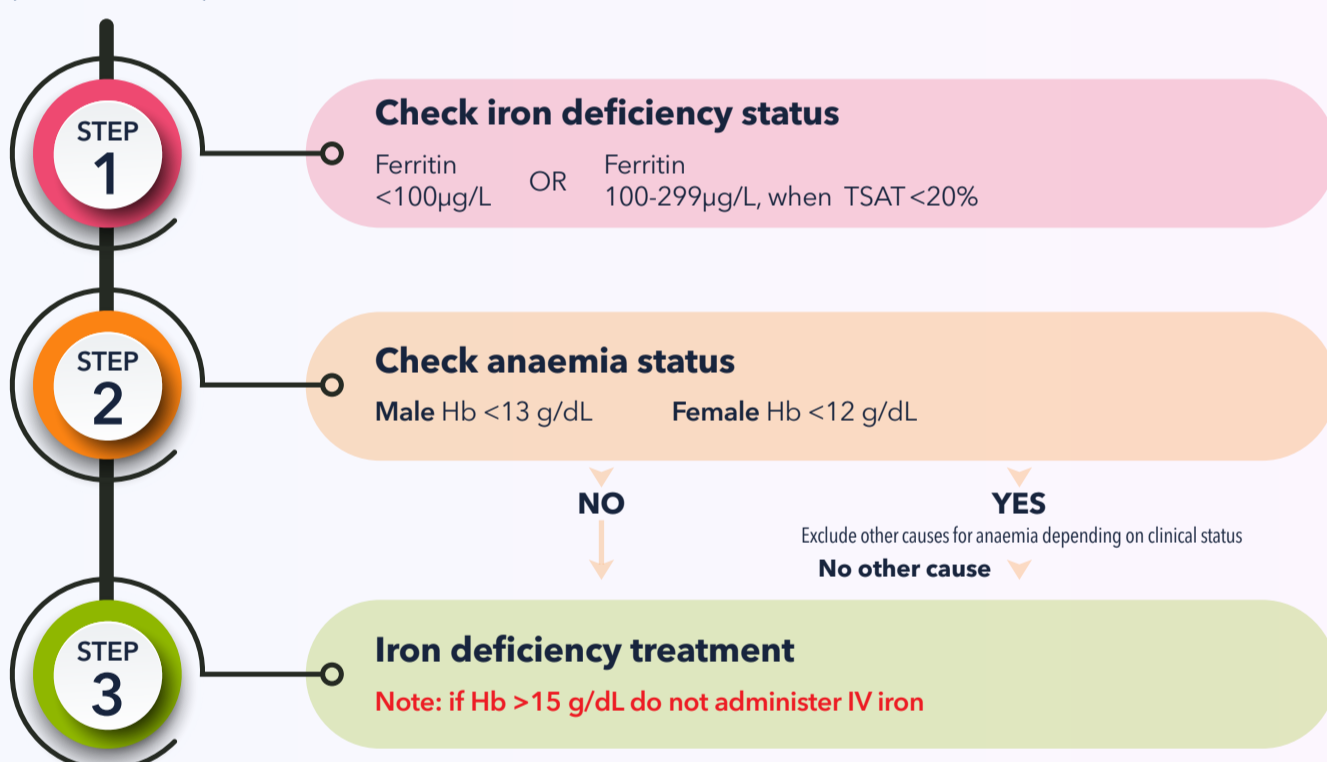 STEP
1
Check iron deficiency status
Ferritin
<100µg/L
OR
Ferritin
100-299µg/L, when TSAT <20%
STEP
2
Check anaemia status
Male Hb <13 g/dL
Female Hb <12 g/dL
NO
YES
Exclude other causes for anaemia depending on clinical status
No other cause
STEP
3
Iron deficiency treatment
Note: if Hb >15 g/dL do not administer IV iron